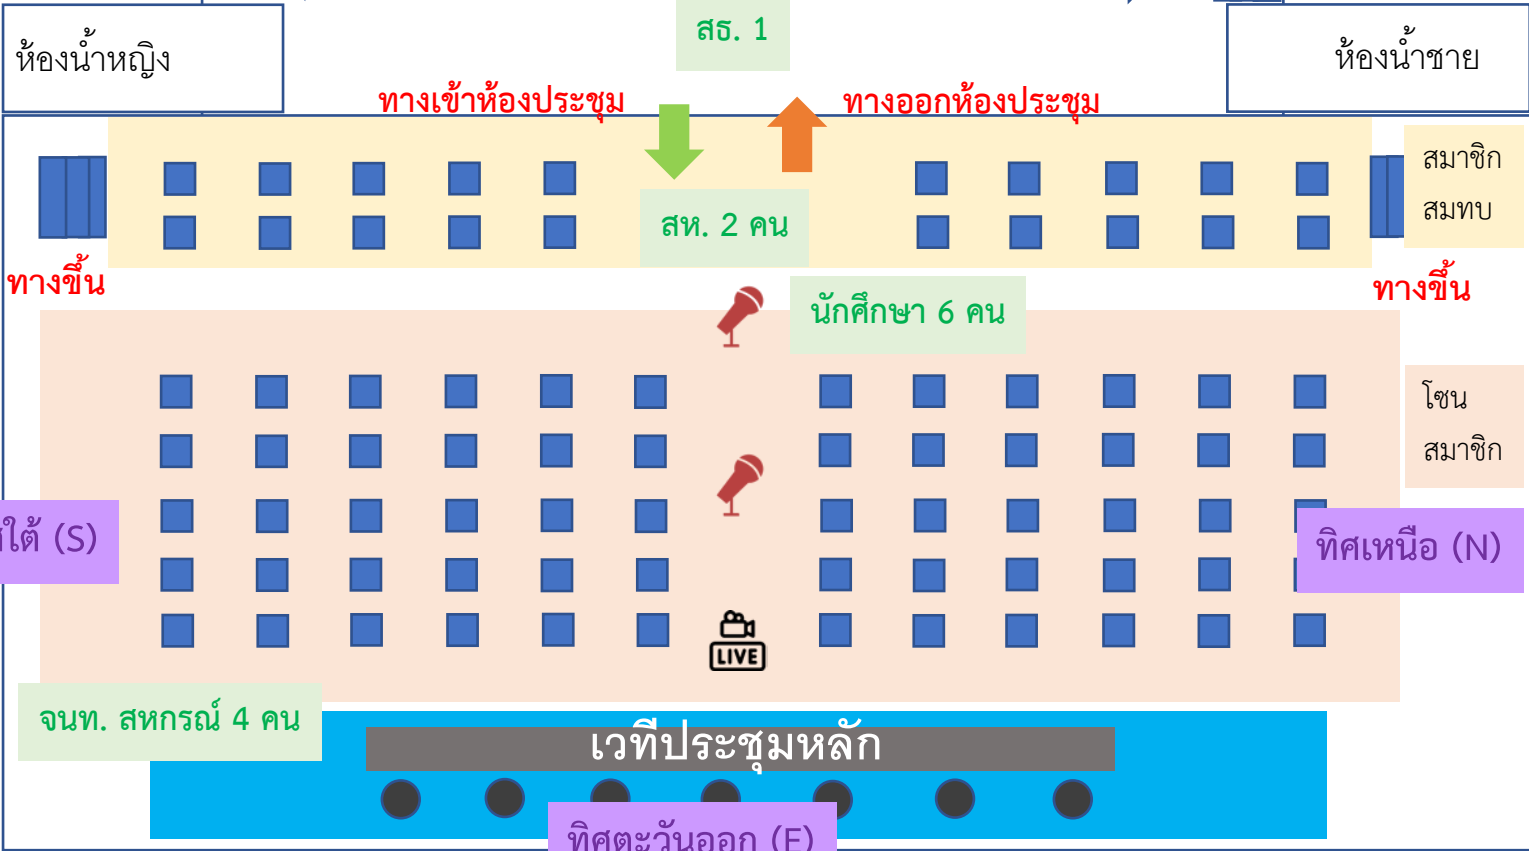 สธ. 1
ห้องน้ำหญิง
ห้องน้ำชาย
ทางเข้าห้องประชุม
ทางออกห้องประชุม
สมาชิก
สมทบ
สห. 2 คน
ทางขึ้น
ทางขึ้น
นักศึกษา 6 คน
โซน
สมาชิก
ใต้ (S)
ทิศเหนือ (N)
LIVE
จนท. สหกรณ์ 4 คน
เวทีประชุมหลัก
ทิศตะวันออก (E)